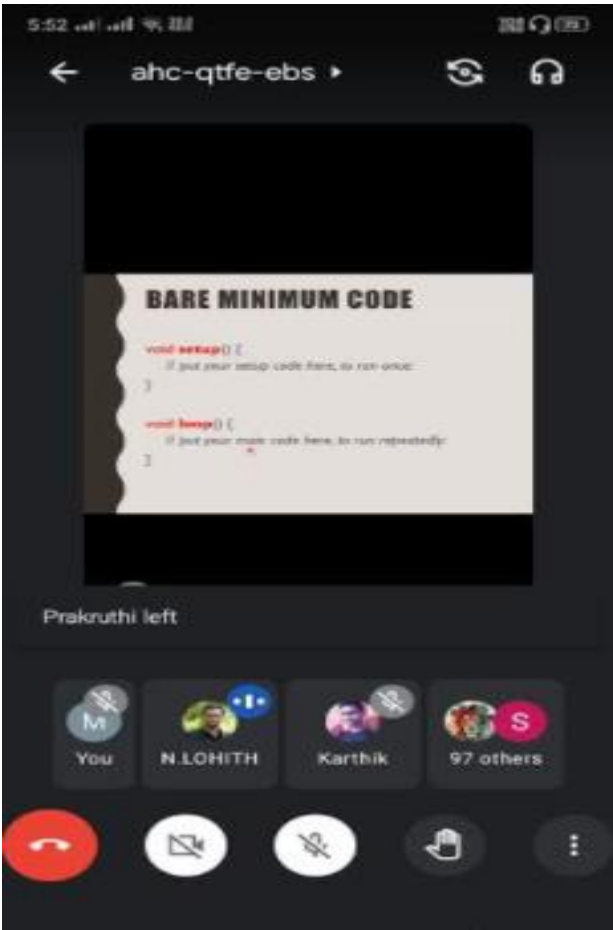 5:52
ahc-qtfe-ebs
BARE MINIMUM CODE
void setup() {
// put your setup code here, to run once:
}
void loop() {
// put your main code here, to run repeatedly:
}
Prakruthi left
M
You
N.LOHITH
Karthik
S
97 others